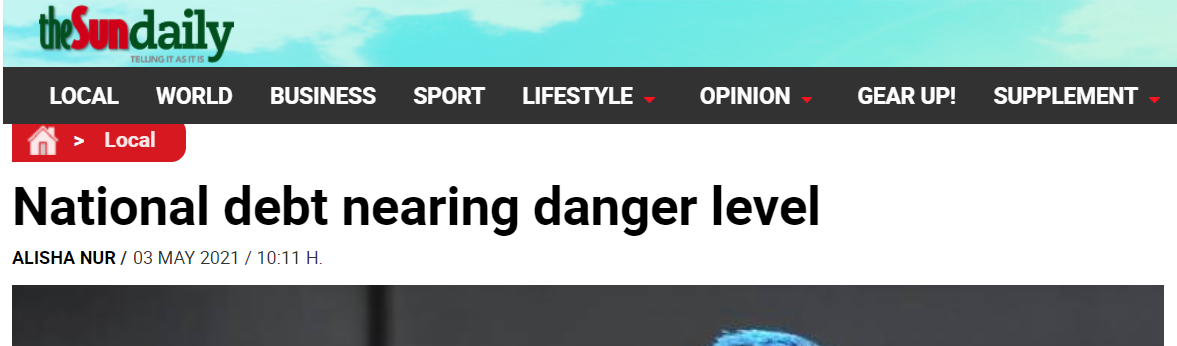 theSundaily
TELLING IT AS IT IS
LOCAL WORLD BUSINESS SPORT LIFESTYLE OPINION GEAR UP! SUPPLEMENT
> Local
National debt nearing danger level
ALISHA NUR / 03 MAY 2021 / 10:11 H.